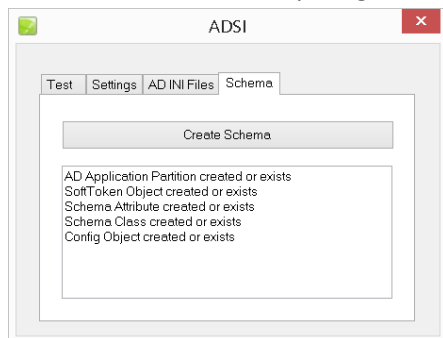 ADSI
Test Settings AD INI Files Schema
Create Schema
AD Application Partition created or exists
SoftToken Object created or exists
Schema Attribute created or exists
Schema Class created or exists
Config Object created or exists